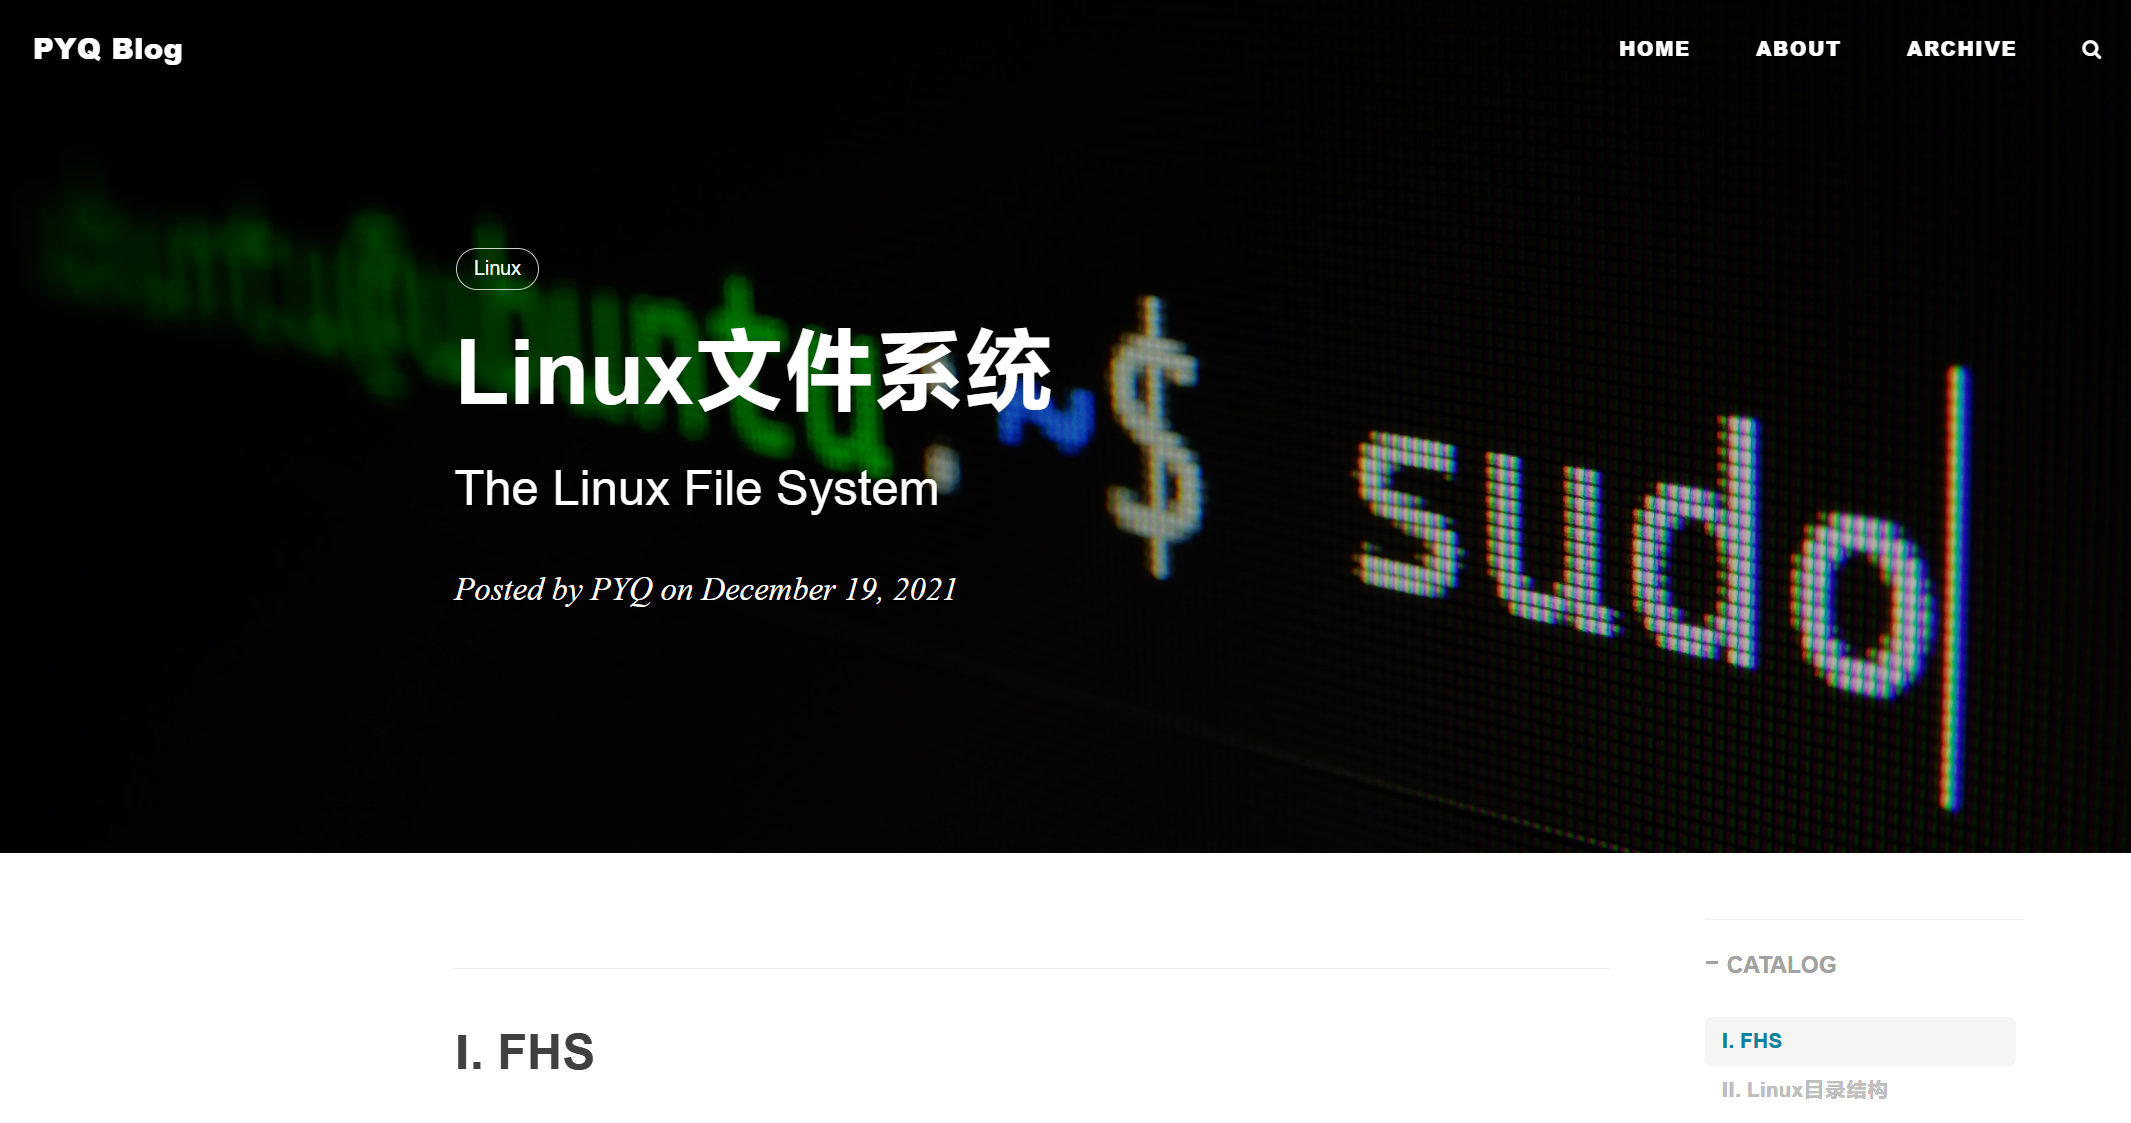 PYQ Blog
HOME ABOUT ARCHIVE
Linux
Linux文件系统
The Linux File System
Posted by PYQ on December 19, 2021
ubuntu:~$ sudo
I. FHS
− CATALOG
I. FHS
II. Linux目录结构